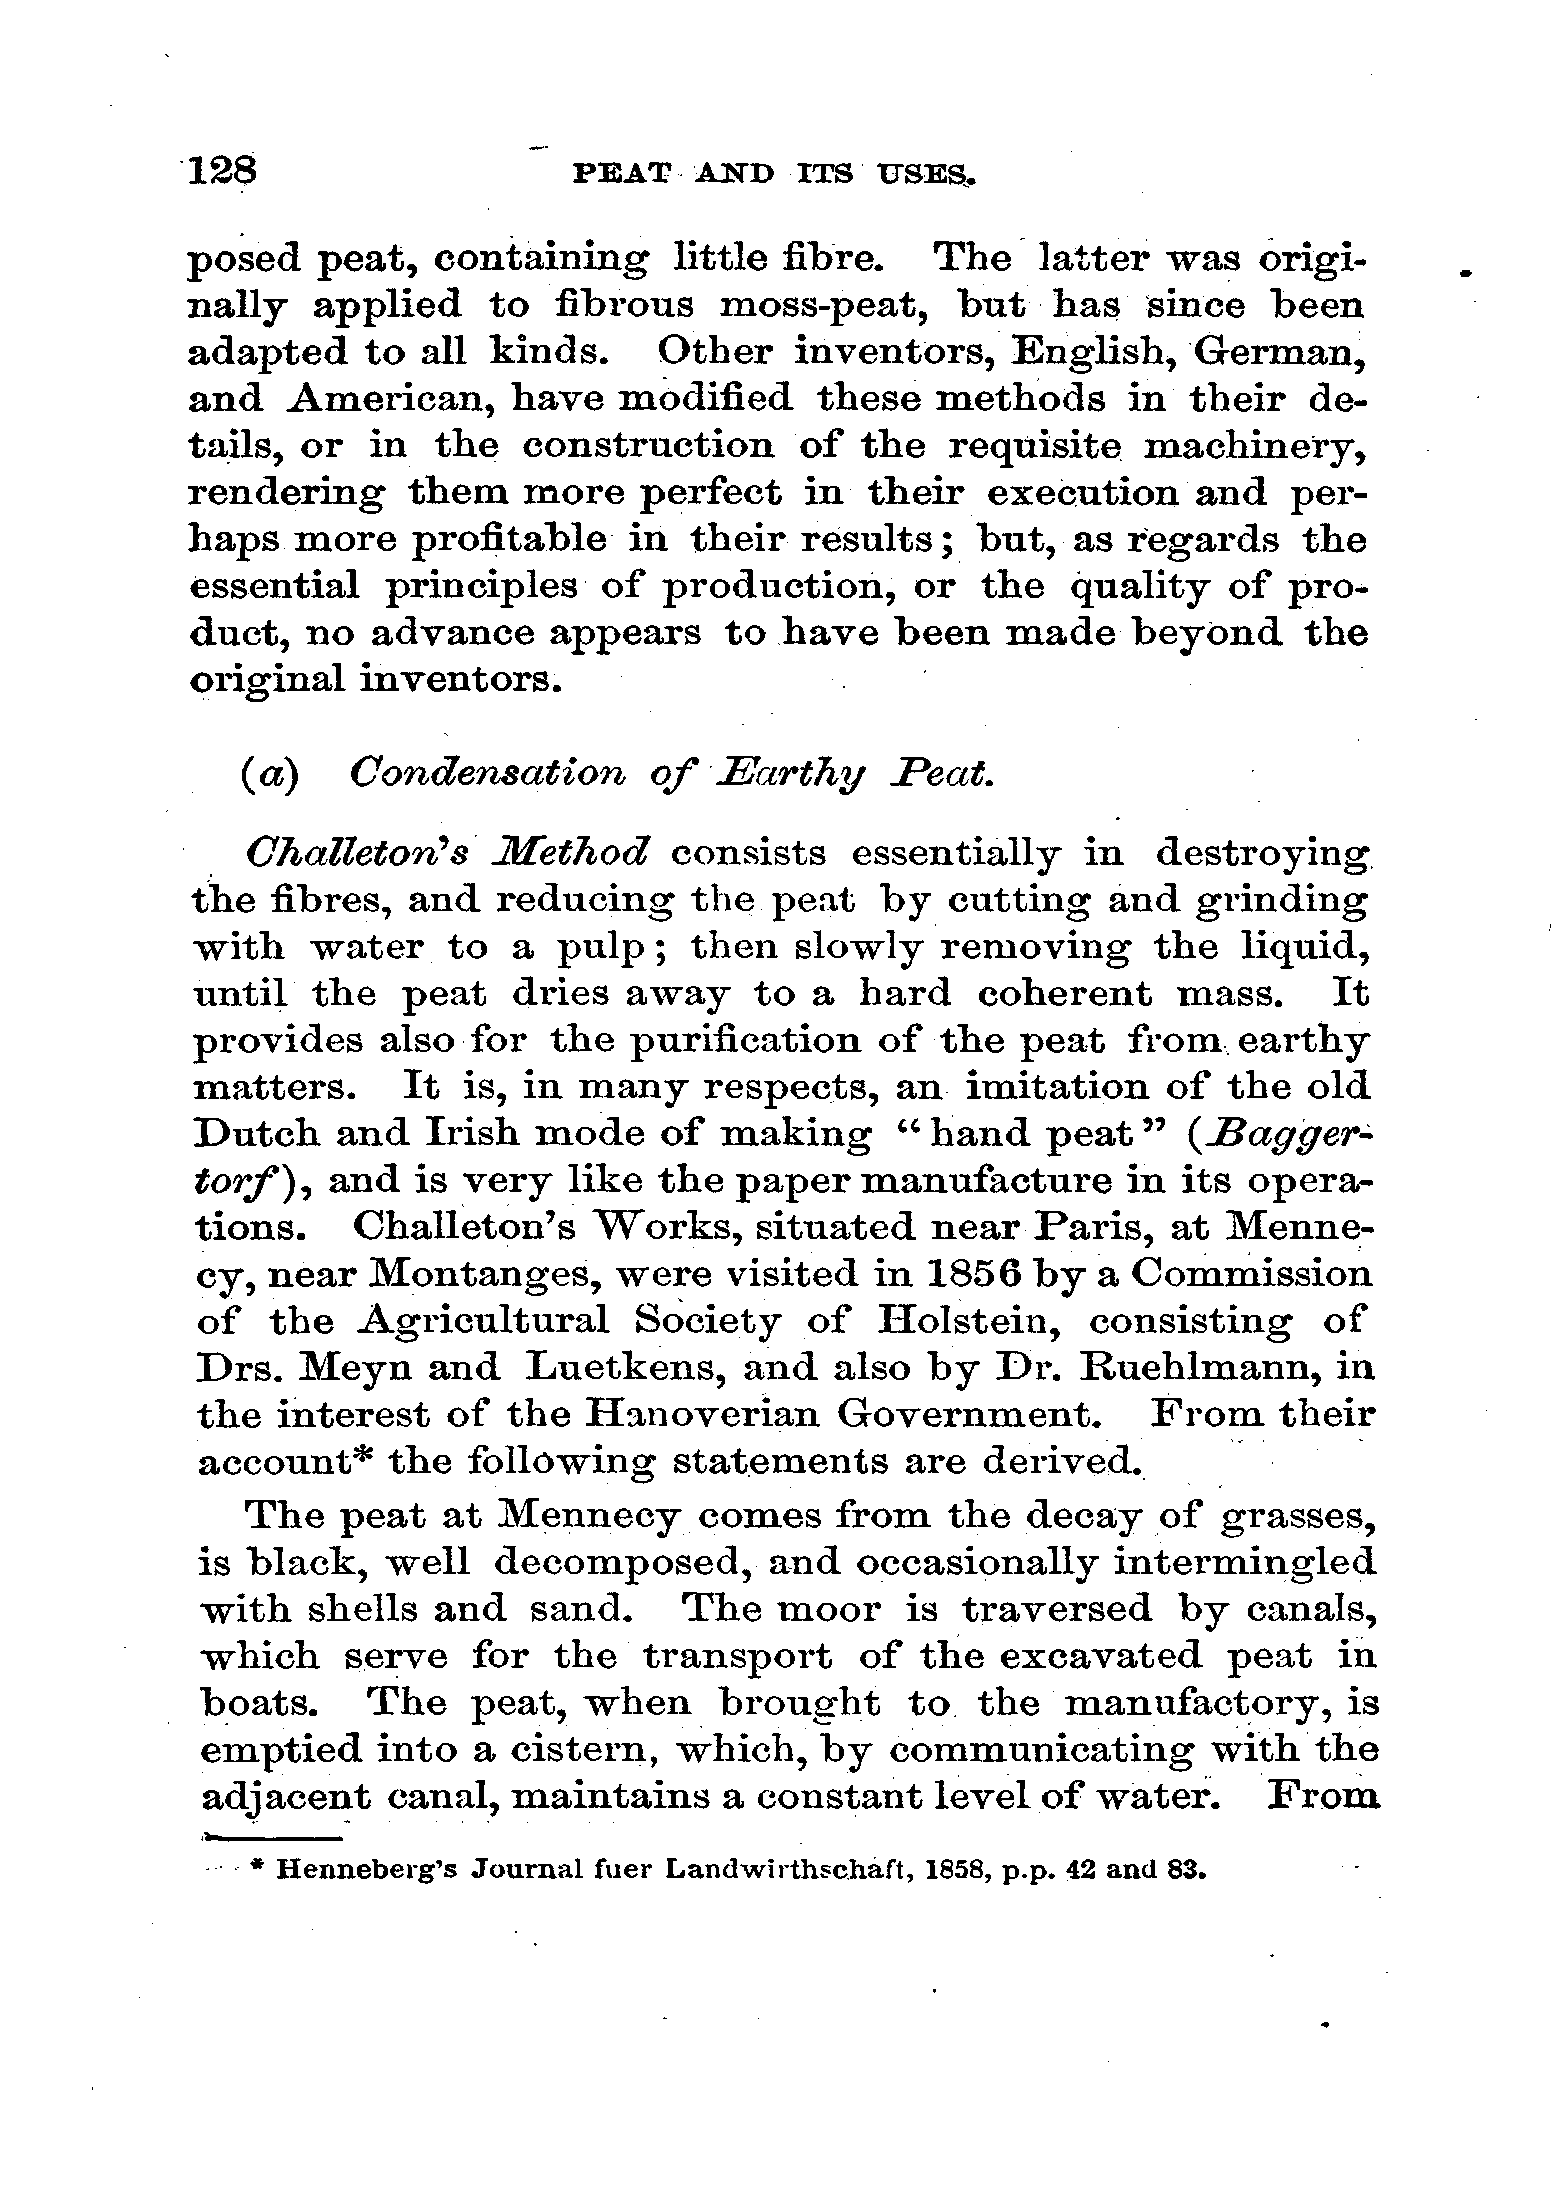 128 PEAT AND ITS USES.
posed peat, containing little fibre. The latter was origi-
nally applied to fibrous moss-peat, but has since been
adapted to all kinds. Other inventors, English, German,
and American, have modified these methods in their de-
tails, or in the construction of the requisite machinery,
rendering them more perfect in their execution and per-
haps more profitable in their results; but, as regards the
essential principles of production, or the quality of pro-
duct, no advance appears to have been made beyond the
original inventors.
(a) Condensation of Earthy Peat.
Challeton's Method consists essentially in destroying
the fibres, and reducing the peat by cutting and grinding
with water to a pulp; then slowly removing the liquid,
until the peat dries away to a hard coherent mass. It
provides also for the purification of the peat from earthy
matters. It is, in many respects, an imitation of the old
Dutch and Irish mode of making "hand peat" (Bagger-
torf), and is very like the paper manufacture in its opera-
tions. Challeton's Works, situated near Paris, at Menne-
cy, near Montanges, were visited in 1856 by a Commission
of the Agricultural Society of Holstein, consisting of
Drs. Meyn and Luetkens, and also by Dr. Ruehlmann, in
the interest of the Hanoverian Government. From their
account* the following statements are derived.
The peat at Mennecy comes from the decay of grasses,
is black, well decomposed, and occasionally intermingled
with shells and sand. The moor is traversed by canals,
which serve for the transport of the excavated peat in
boats. The peat, when brought to the manufactory, is
emptied into a cistern, which, by communicating with the
adjacent canal, maintains a constant level of water. From
* Henneberg's Journal fuer Landwirthschaft, 1858, p.p. 42 and 83.